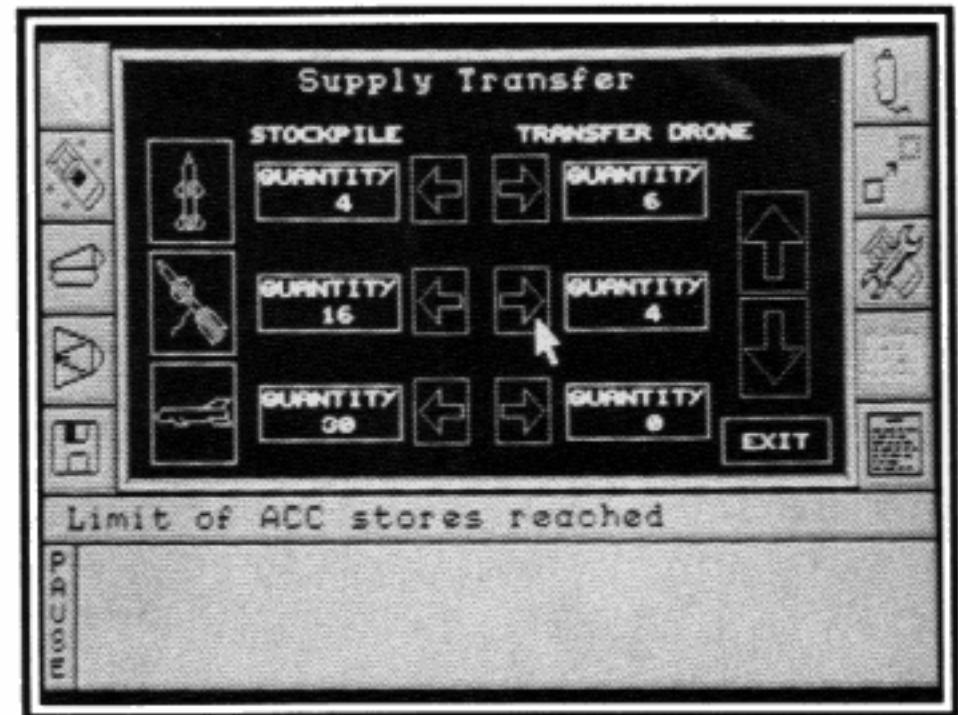 Supply Transfer
STOCKPILE TRANSFER DRONE
QUANTITY QUANTITY
4 6
QUANTITY QUANTITY
16 4
QUANTITY QUANTITY
30 0
EXIT
Limit of ACC stores reached
PAUSE